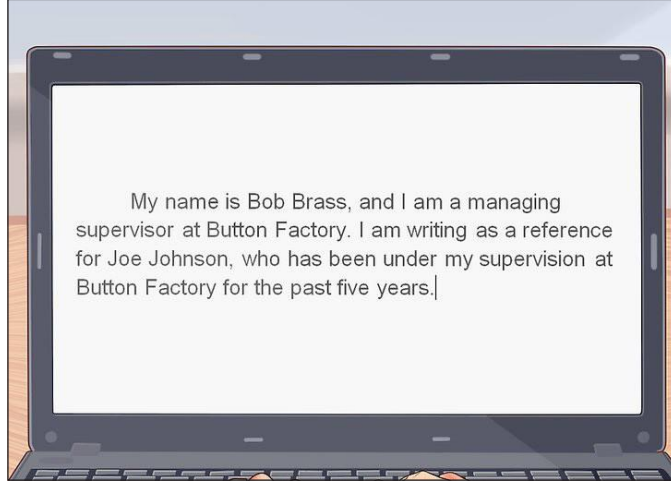 My name is Bob Brass, and I am a managing
supervisor at Button Factory. I am writing as a reference
for Joe Johnson, who has been under my supervision at
Button Factory for the past five years.